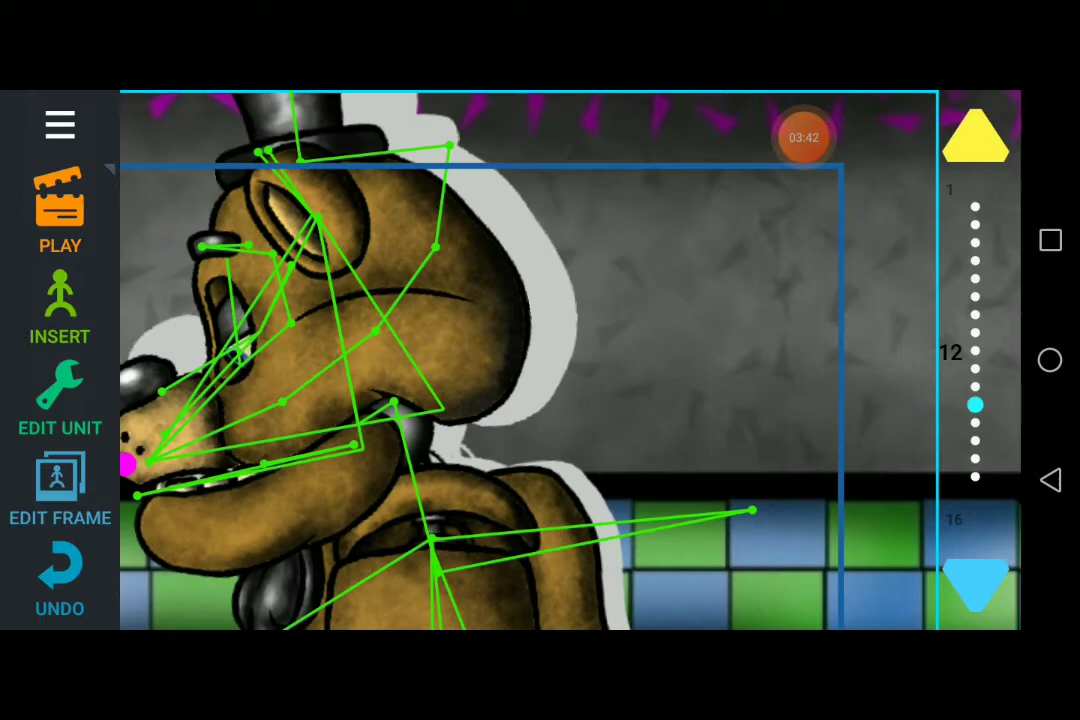 PLAY
INSERT
EDIT UNIT
EDIT FRAME
UNDO
03:42
1
12
16